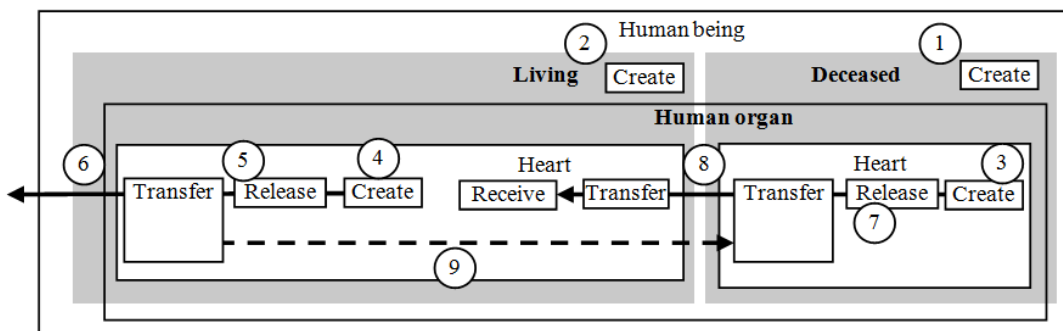 Human being
2
1
Living
Create
Deceased
Create
Human organ
6
5
4
Heart
8
Heart
3
Transfer
Release
Create
Receive
Transfer
Transfer
Release
Create
7
9